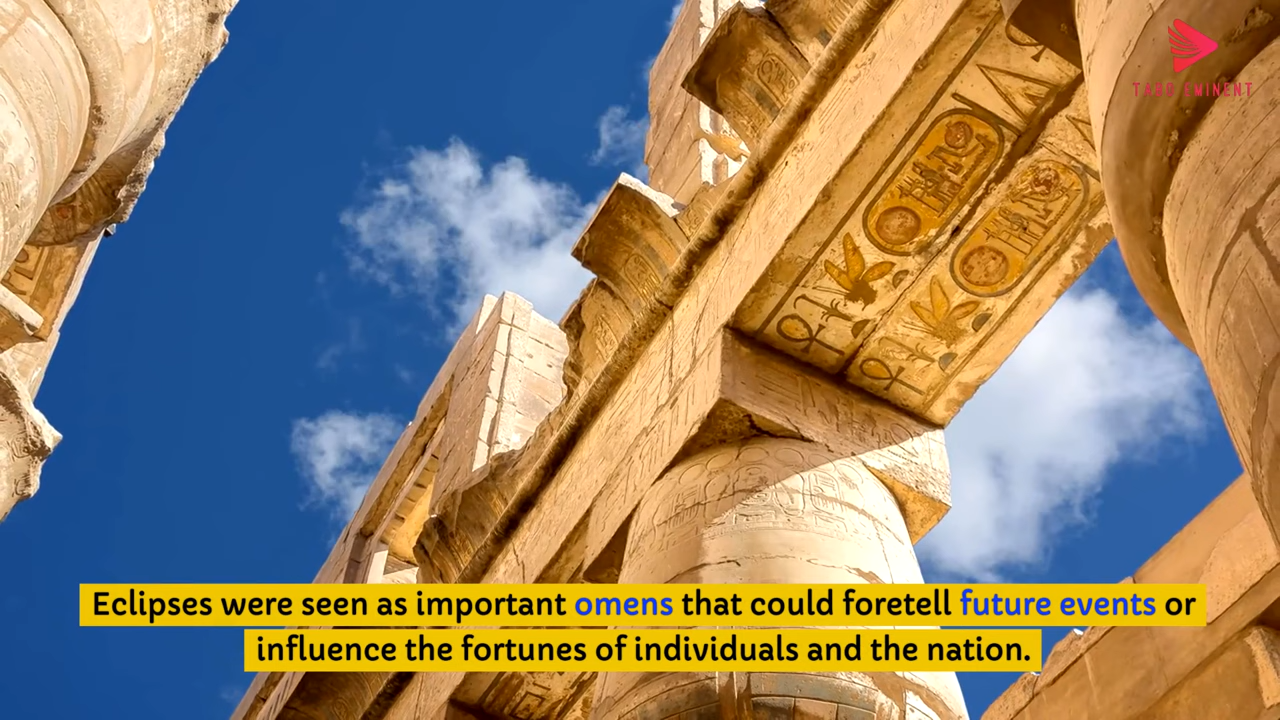 TABD EMINENT
Eclipses were seen as important omens that could foretell future events or
influence the fortunes of individuals and the nation.